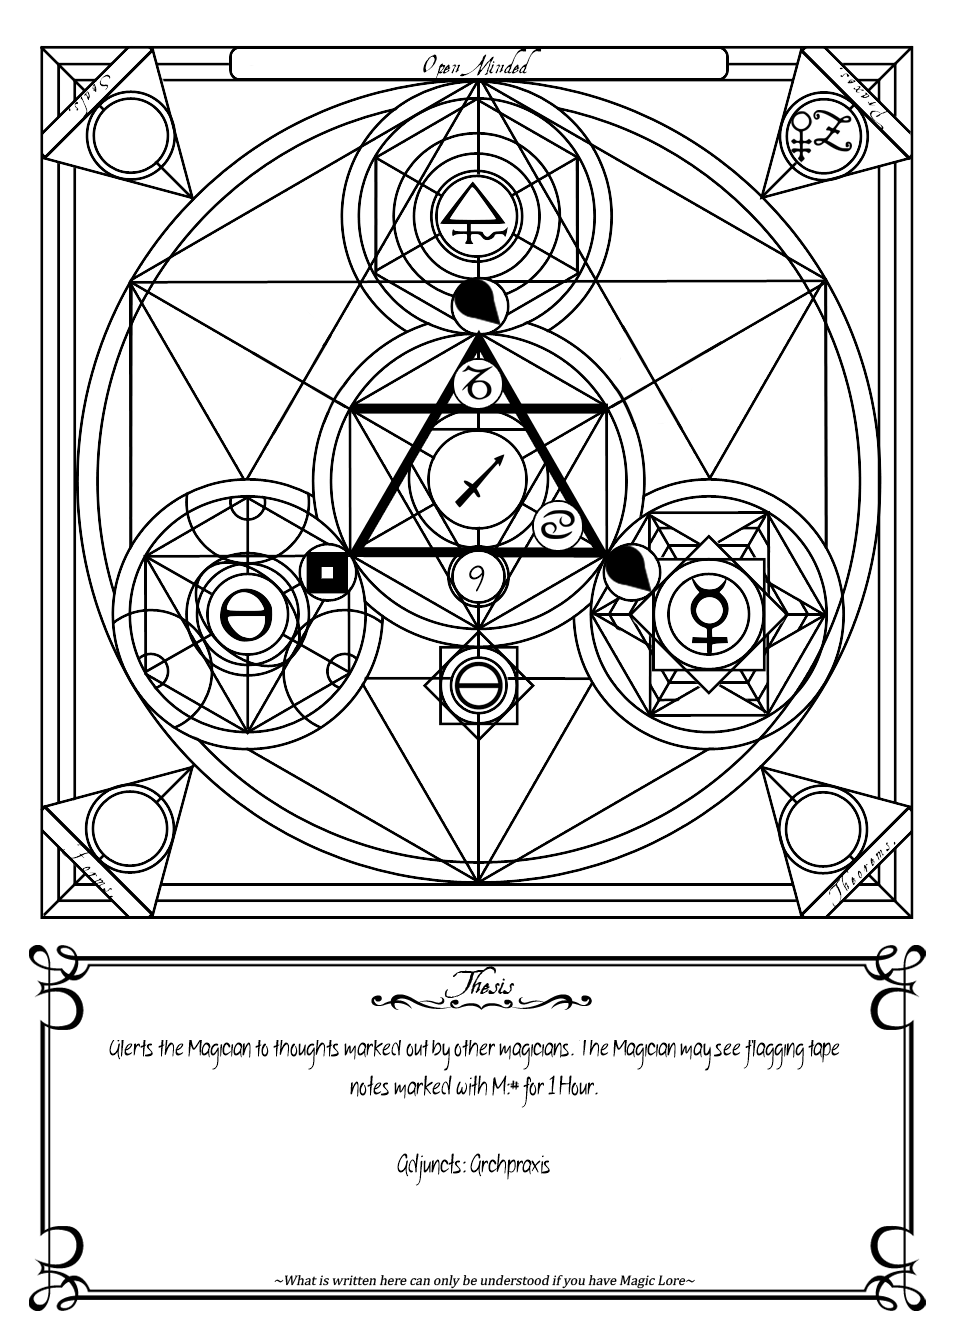 Open Minded
Seals.
Praxes.
6
Forms.
Theorems.
Thesis
Alerts the Magician to thoughts marked out by other magicians. The Magician may see flagging tape
notes marked with M:# for 1 Hour.
Adjuncts: Archpraxis
~What is written here can only be understood if you have Magic Lore~